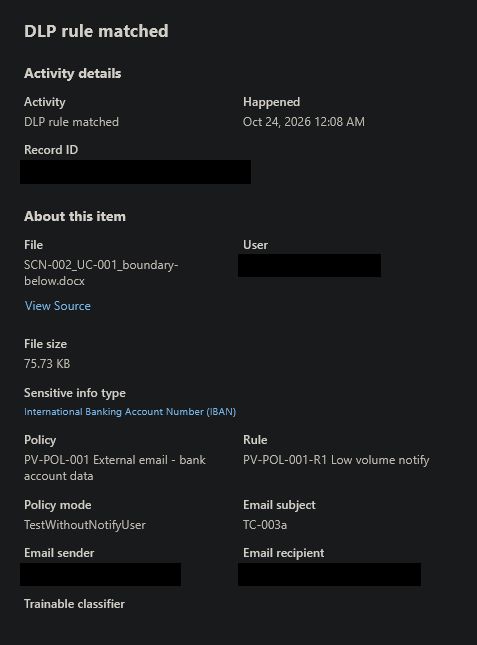 DLP rule matched
Activity details
Activity
Happened
DLP rule matched
Oct 24, 2026 12:08 AM
Record ID
About this item
File
User
SCN-002_UC-001_boundary-
below.docx
View Source
File size
75.73 KB
Sensitive info type
International Banking Account Number (IBAN)
Policy
Rule
PV-POL-001 External email - bank
account data
PV-POL-001-R1 Low volume notify
Policy mode
Email subject
TestWithoutNotifyUser
TC-003a
Email sender
Email recipient
Trainable classifier